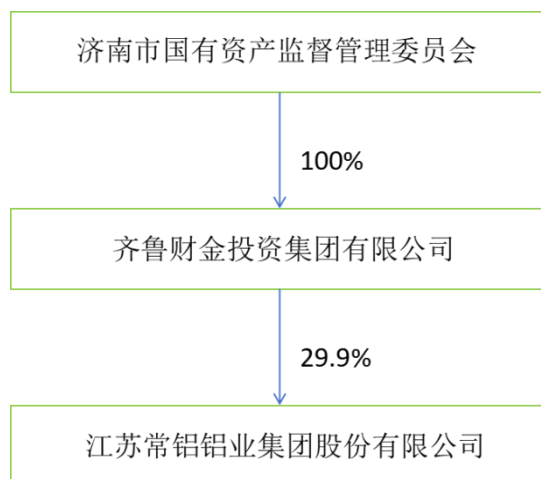 济南市国有资产监督管理委员会
100%
齐鲁财金投资集团有限公司
29.9%
江苏常铝铝业集团股份有限公司